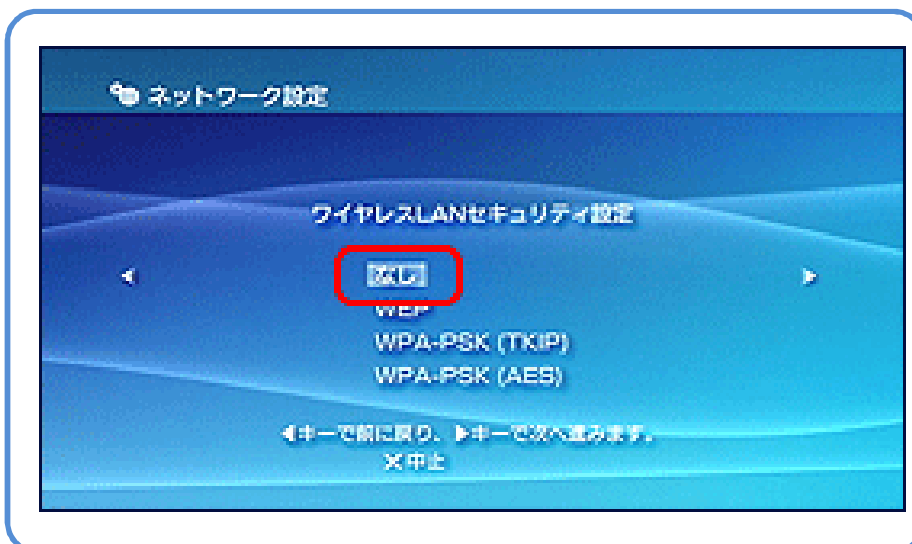 ネットワーク設定
ワイヤレスLANセキュリティ設定
なし
WEP
WPA-PSK (TKIP)
WPA-PSK (AES)
◀キーで前に戻り、▶キーで次へ進みます。
✕中止